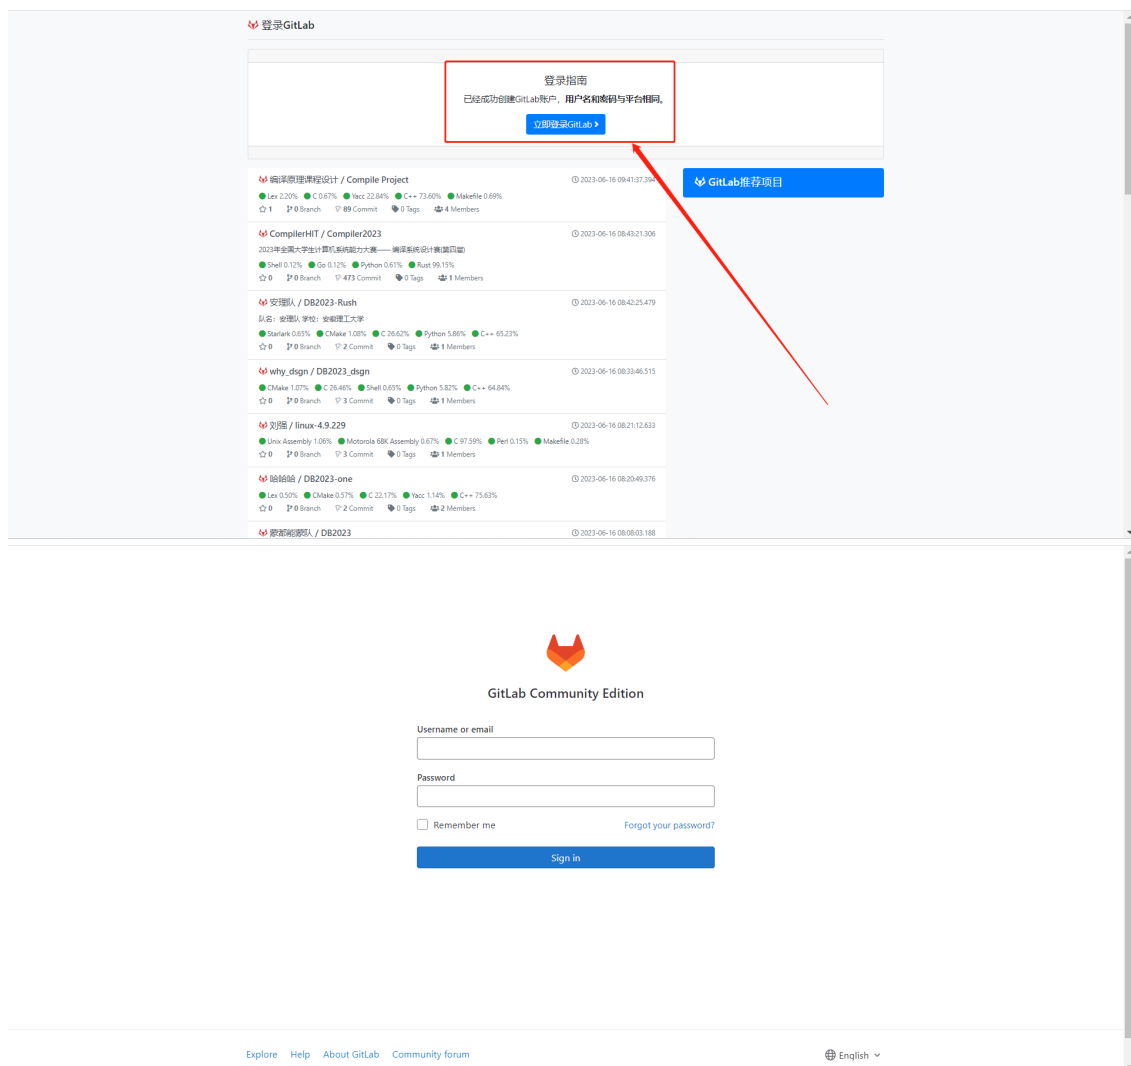 登录GitLab
登录指南
已经成功创建GitLab账户，用户名和密码与平台相同。
立即登录GitLab
编译原理课程设计 / Compile Project 2023-06-16 09:41:37.394
Lex 2.20% C 0.67% Yacc 22.84% C++ 73.60% Makefile 0.69%
1 0 Branch 89 Commit 0 Tags 4 Members
GitLab推荐项目
CompilerHIT / Compiler2023 2023-06-16 08:43:21.306
2023年全国大学生计算机系统能力大赛—— 编译系统设计赛(第四届)
Shell 0.12% Go 0.12% Python 0.61% Rust 99.15%
0 0 Branch 473 Commit 0 Tags 1 Members
安理队 / DB2023-Rush 2023-06-16 08:42:25.479
队名：安理队 学校：安徽理工大学
Starlark 0.65% CMake 1.08% C 26.62% Python 5.86% C++ 65.23%
0 0 Branch 2 Commit 0 Tags 1 Members
why_dsgn / DB2023_dsgn 2023-06-16 08:33:46.515
CMake 1.07% C 26.46% Shell 0.65% Python 5.82% C++ 64.84%
0 0 Branch 3 Commit 0 Tags 1 Members
刘强 / linux-4.9.229 2023-06-16 08:21:12.633
Unix Assembly 1.06% Motorola 68K Assembly 0.67% C 97.59% Perl 0.15% Makefile 0.28%
0 0 Branch 3 Commit 0 Tags 1 Members
哈哈哈 / DB2023-one 2023-06-16 08:20:49.376
Lex 0.50% CMake 0.57% C 22.17% Yacc 1.14% C++ 75.63%
0 0 Branch 2 Commit 0 Tags 2 Members
蒙都能蒙队 / DB2023 2023-06-16 08:08:03.188
GitLab Community Edition
Username or email
Password
Remember me Forgot your password?
Sign in
Explore Help About GitLab Community forum English